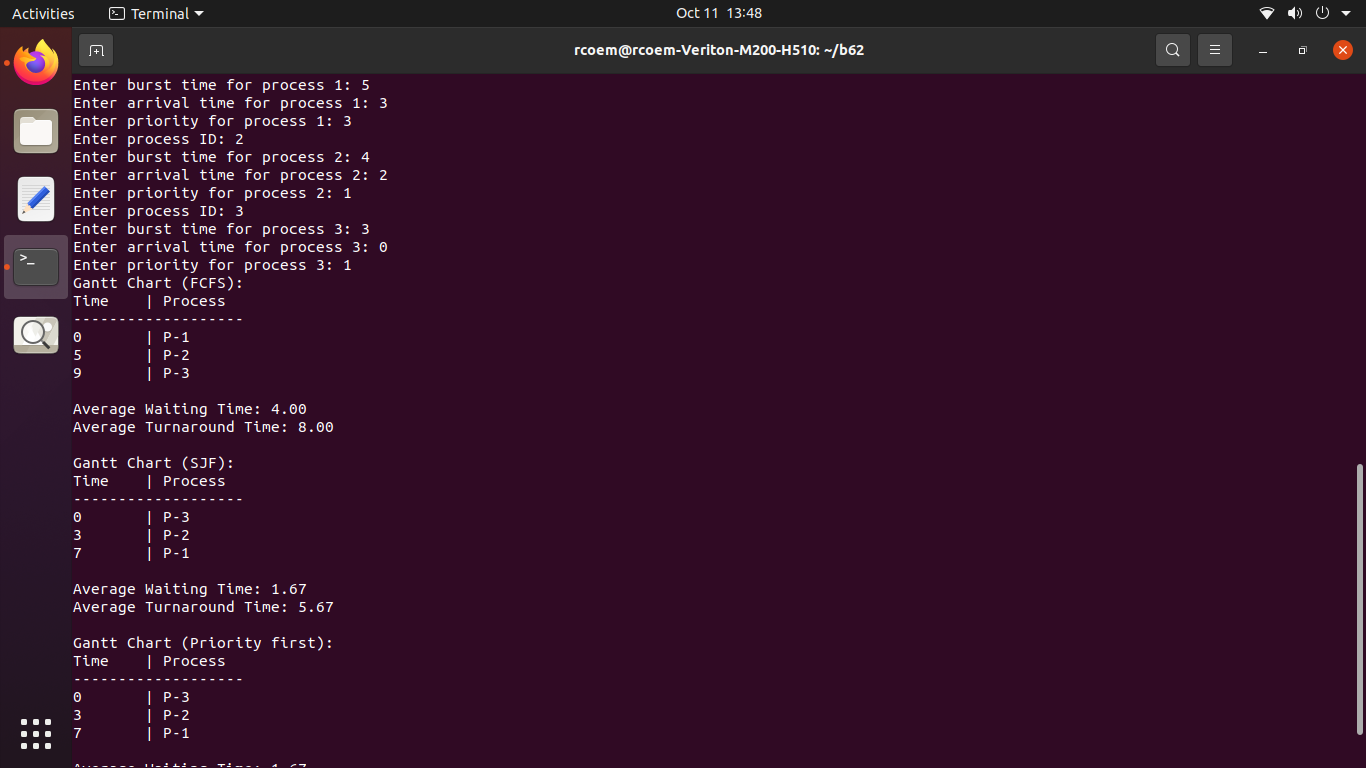 Activities
Terminal
Oct 11 13:48
rcoem@rcoem-Veriton-M200-H510: ~/b62
Enter burst time for process 1: 5
Enter arrival time for process 1: 3
Enter priority for process 1: 3
Enter process ID: 2
Enter burst time for process 2: 4
Enter arrival time for process 2: 2
Enter priority for process 2: 1
Enter process ID: 3
Enter burst time for process 3: 3
Enter arrival time for process 3: 0
Enter priority for process 3: 1
Gantt Chart (FCFS):
Time    | Process
-------------------
0       | P-1
5       | P-2
9       | P-3
Average Waiting Time: 4.00
Average Turnaround Time: 8.00
Gantt Chart (SJF):
Time    | Process
-------------------
0       | P-3
3       | P-2
7       | P-1
Average Waiting Time: 1.67
Average Turnaround Time: 5.67
Gantt Chart (Priority first):
Time    | Process
-------------------
0       | P-3
3       | P-2
7       | P-1
Average Waiting Time: 1.67